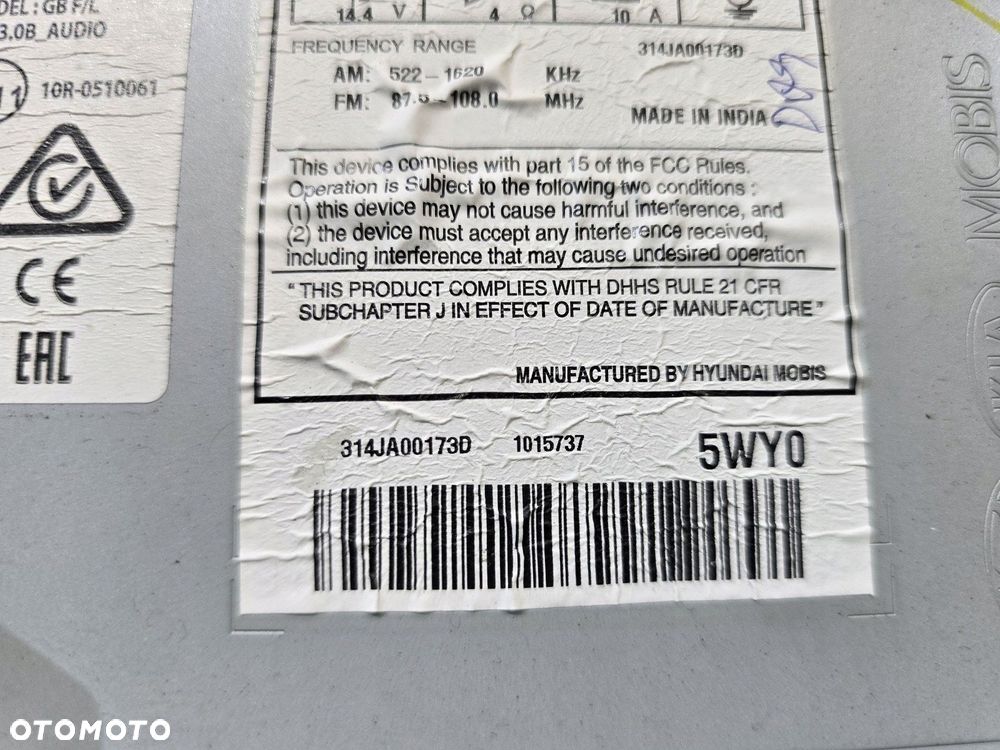 DEL: GB F/L
3.0B_AUDIO
11
10R-0510061
CE
EAC
14.4 V
4 Ω
10 A
FREQUENCY RANGE
314JA00173D
AM: 522-1620 KHz
FM: 87.5-108.0 MHz
MADE IN INDIA
This device complies with part 15 of the FCC Rules.
Operation is Subject to the following two conditions :
(1) this device may not cause harmful interference, and
(2) the device must accept any interference received,
including interference that may cause undesired operation
"THIS PRODUCT COMPLIES WITH DHHS RULE 21 CFR
SUBCHAPTER J IN EFFECT OF DATE OF MANUFACTURE"
MANUFACTURED BY HYUNDAI MOBIS
314JA00173D 1015737 5WY0
MOBIS
OTOMOTO